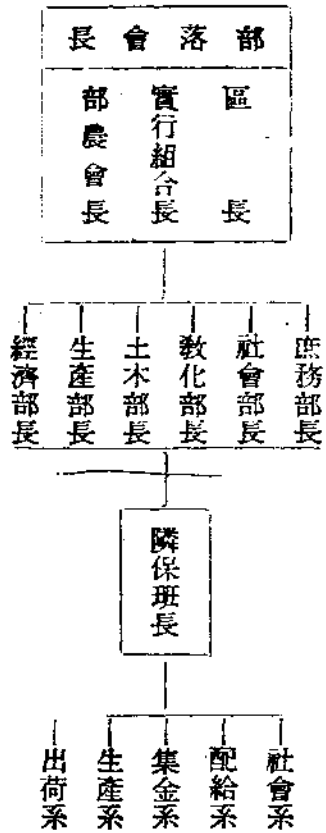 部落會長
區長
實行組合長
部農會長
庶務部長
社會部長
教化部長
土木部長
生產部長
經濟部長
隣保班長
社會系
配給系
集金系
生產系
出荷系